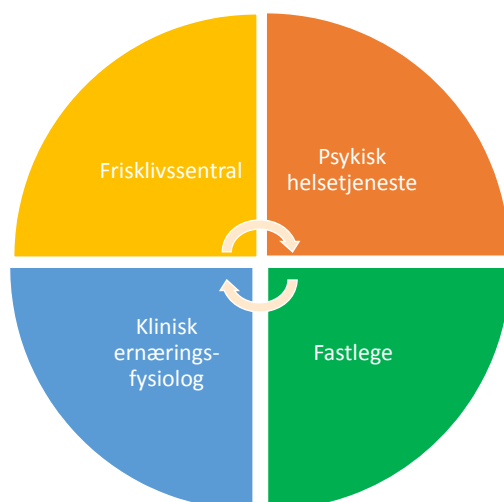 Frisklivssentral
Psykisk
helsetjeneste
Klinisk
ernærings-
fysiolog
Fastlege